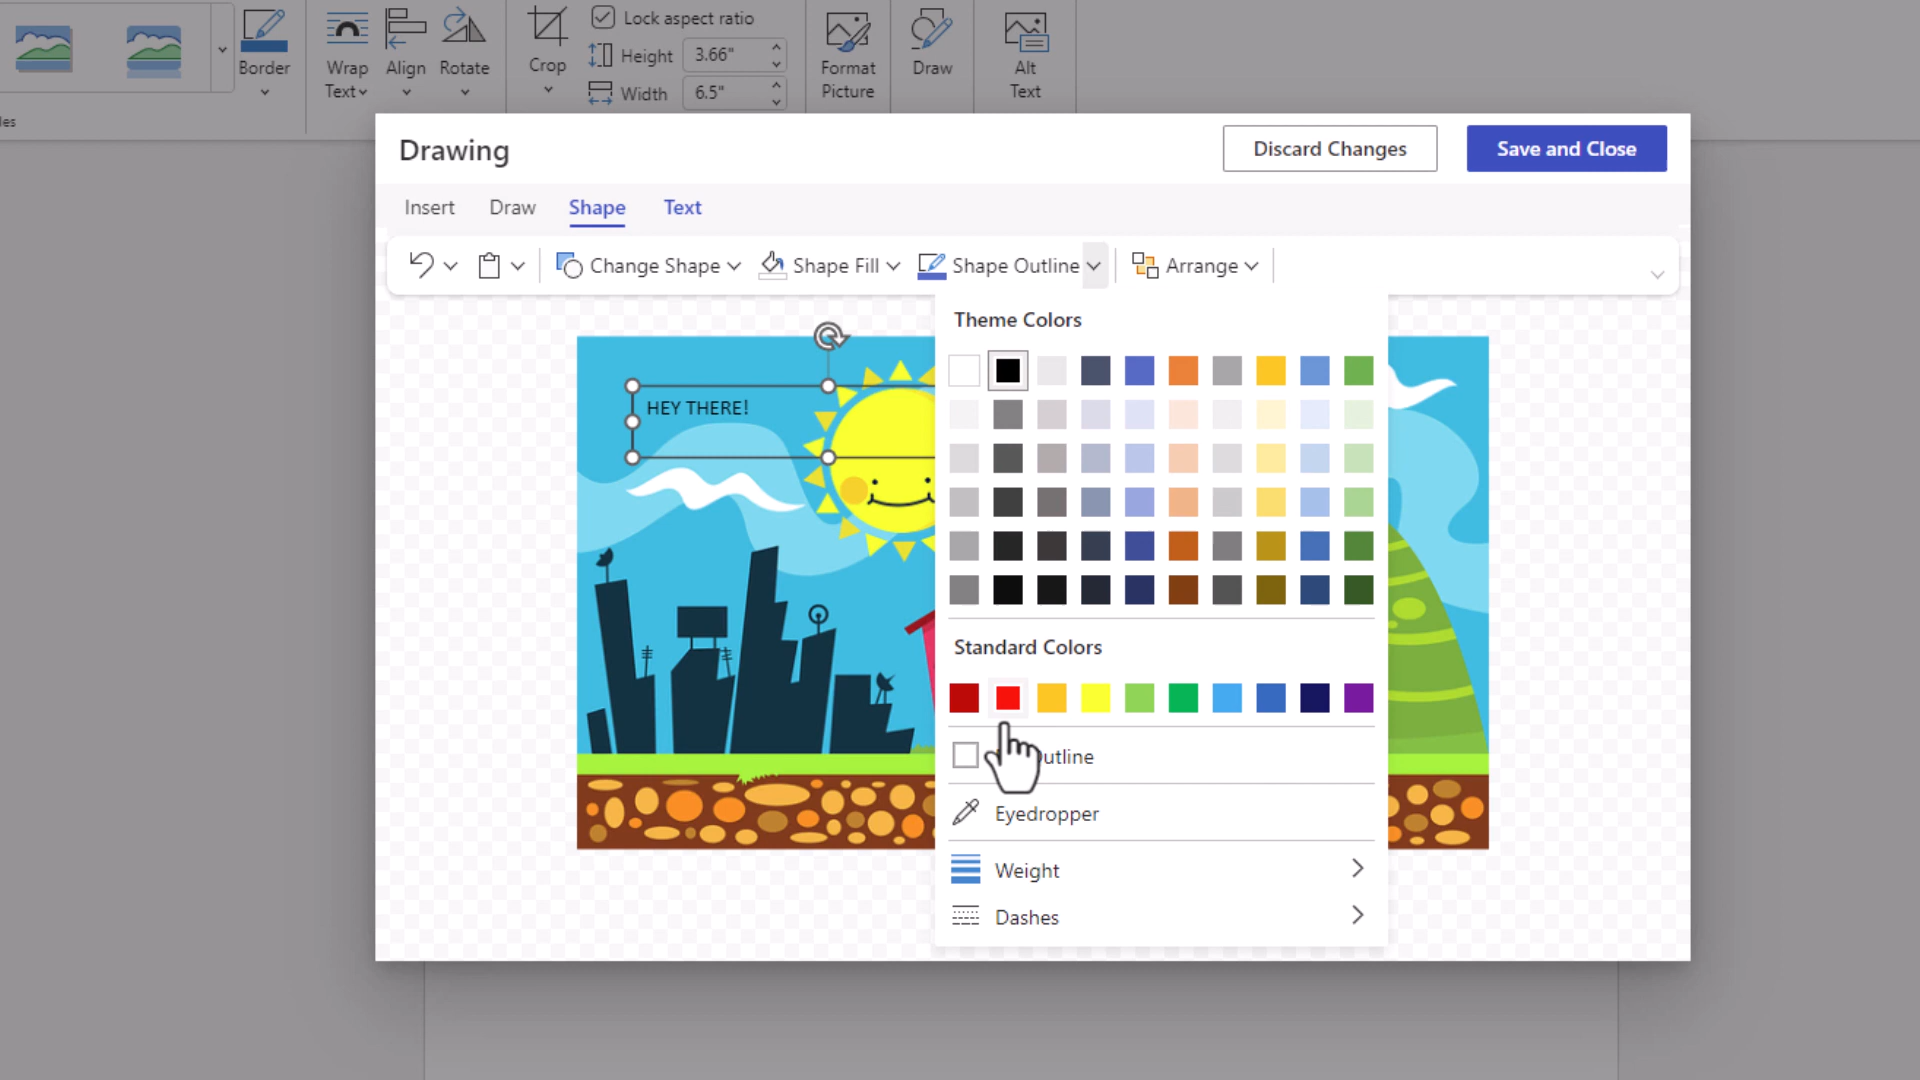 Lock aspect ratio
Height 3.66"
Width 6.5"
Border
Wrap Text
Align
Rotate
Crop
Format Picture
Draw
Alt Text
les
Drawing
Discard Changes
Save and Close
Insert Draw Shape Text
Change Shape Shape Fill Shape Outline Arrange
Theme Colors
HEY THERE!
Standard Colors
utline
Eyedropper
Weight
Dashes